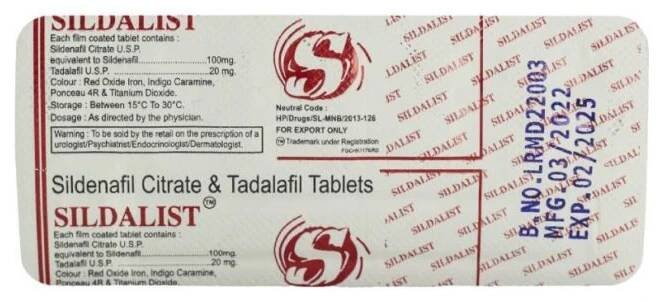 SILDALIST
Each film coated tablet contains :
Sildenafil Citrate U.S.P.
equivalent to Sildenafil....................100mg.
Tadalafil U.S.P. ............................ 20 mg.
Colour : Red Oxide Iron, Indigo Caramine,
Ponceau 4R & Titanium Dioxide.
Storage : Between 15°C To 30°C.
Dosage : As directed by the physician.
Warning : To be sold by the retail on the prescription of a
urologist/Psychiatrist/Endocrinologist/Dermatologist.
Neutral Code :
HP/Drugs/SL-MNB/2013-126
FOR EXPORT ONLY
TM Trademark under Registration
Sildenafil Citrate & Tadalafil Tablets
SILDALIST™
Each film coated tablet contains :
Sildenafil Citrate U.S.P.
equivalent to Sildenafil....................100mg.
Tadalafil U.S.P. ............................ 20 mg.
Colour : Red Oxide Iron, Indigo Caramine,
Ponceau 4R & Titanium Dioxide.
SILDALIST SILDALIST SILDALIST
B.NO:LRMD22003
MFG.03/2022
EXP.02/2025